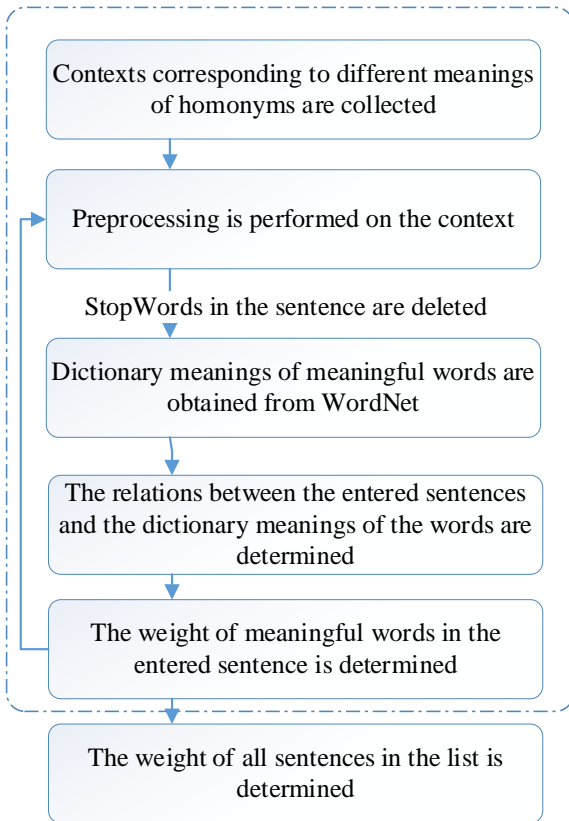 Contexts corresponding to different meanings
of homonyms are collected
Preprocessing is performed on the context
StopWords in the sentence are deleted
Dictionary meanings of meaningful words are
obtained from WordNet
The relations between the entered sentences
and the dictionary meanings of the words are
determined
The weight of meaningful words in the
entered sentence is determined
The weight of all sentences in the list is
determined